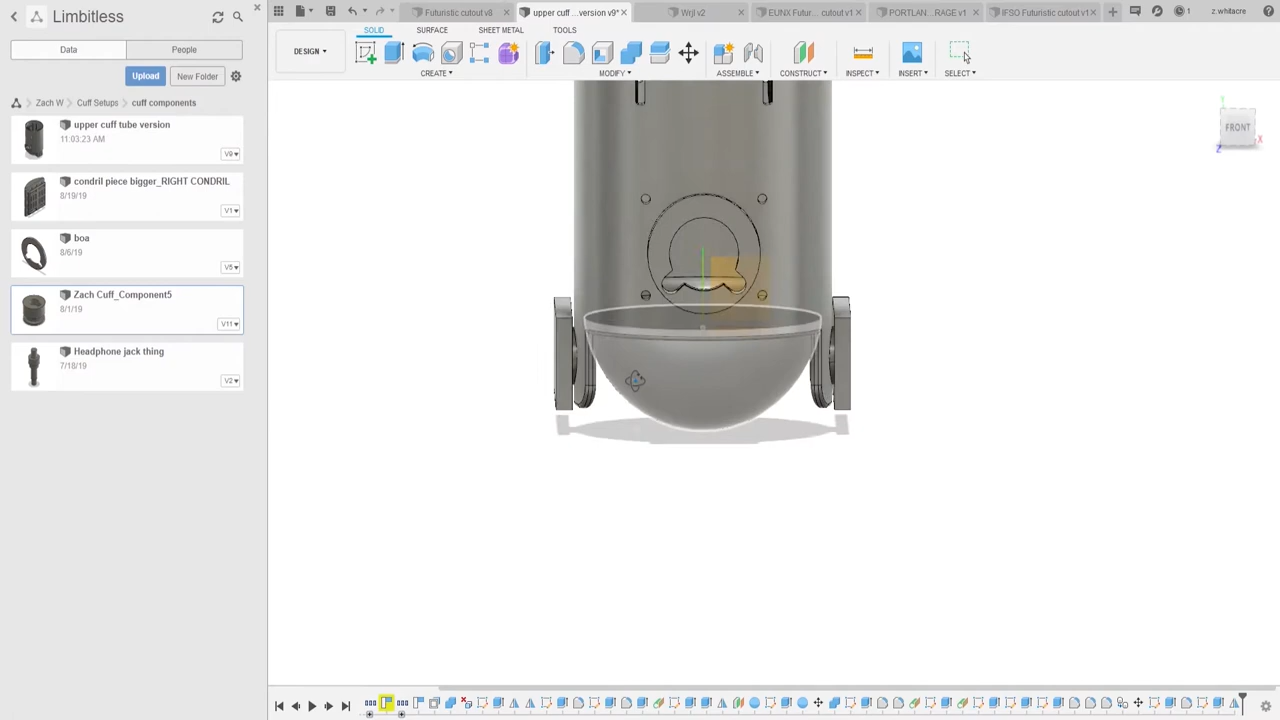 Limbitless
Data
People
Upload
New Folder
Zach W
Cuff Setups
cuff components
upper cuff tube version
11:03:23 AM
V9
condril piece bigger_RIGHT CONDRIL
8/19/19
V1
boa
8/6/19
V5
Zach Cuff_Component5
8/1/19
V11
Headphone jack thing
7/18/19
V2
Futuristic cutout v8
upper cuff ...version v9*
Wrjl v2
EUNX Futur... cutout v1
PORTLAN...RAGE v1
IFSO Futuristic cutout v1
1
z.whitacre
SOLID
SURFACE
SHEET METAL
TOOLS
DESIGN
CREATE
MODIFY
ASSEMBLE
CONSTRUCT
INSPECT
INSERT
SELECT
Y
FRONT
X
Z